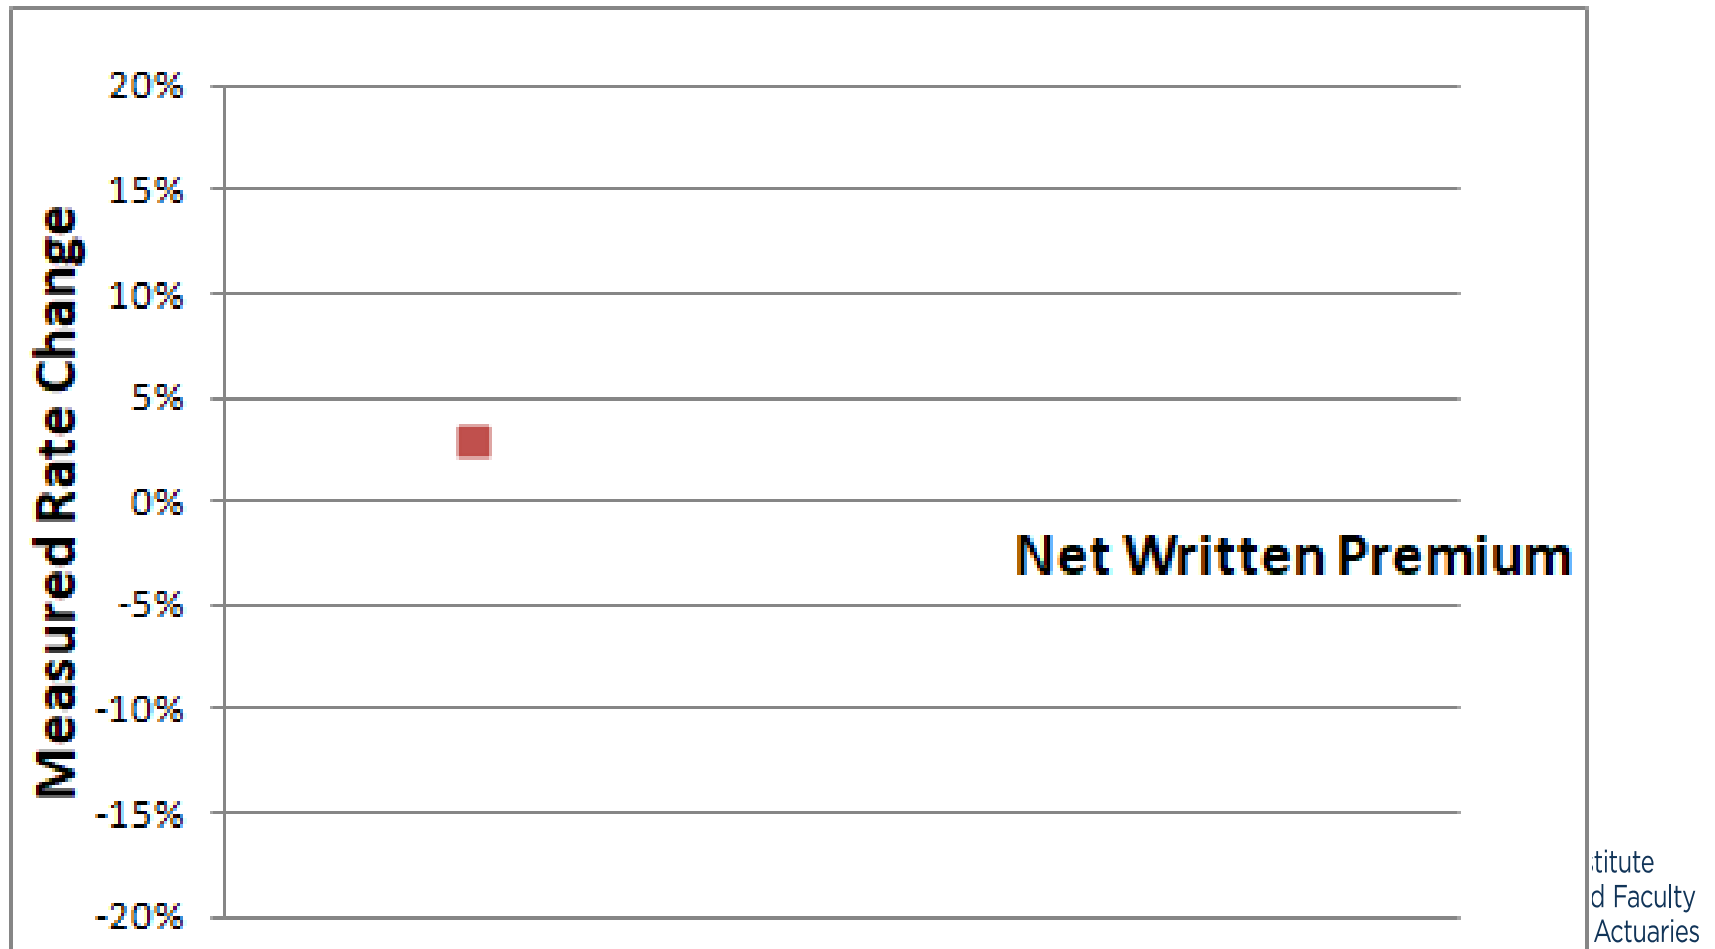 20%
15%
10%
5%
0%
-5%
-10%
-15%
-20%
Measured Rate Change
Net Written Premium
titute
d Faculty
Actuaries